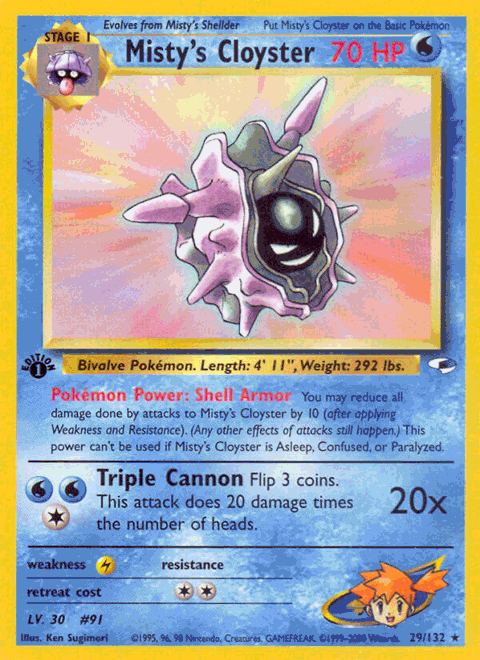 Evolves from Misty's Shellder Put Misty's Cloyster on the Basic Pokémon
STAGE 1
Misty's Cloyster 70 HP
EDITION
1
Bivalve Pokémon. Length: 4' 11", Weight: 292 lbs.
Pokémon Power: Shell Armor You may reduce all
damage done by attacks to Misty's Cloyster by 10 (after applying
Weakness and Resistance). (Any other effects of attacks still happen.) This
power can't be used if Misty's Cloyster is Asleep, Confused, or Paralyzed.
Triple Cannon Flip 3 coins.
This attack does 20 damage times
the number of heads.
20x
weakness resistance
retreat cost
LV. 30 #91
Illus. Ken Sugimori ©1995, 96, 98 Nintendo, Creatures, GAMEFREAK. ©1999-2000 Wizards. 29/132 ★